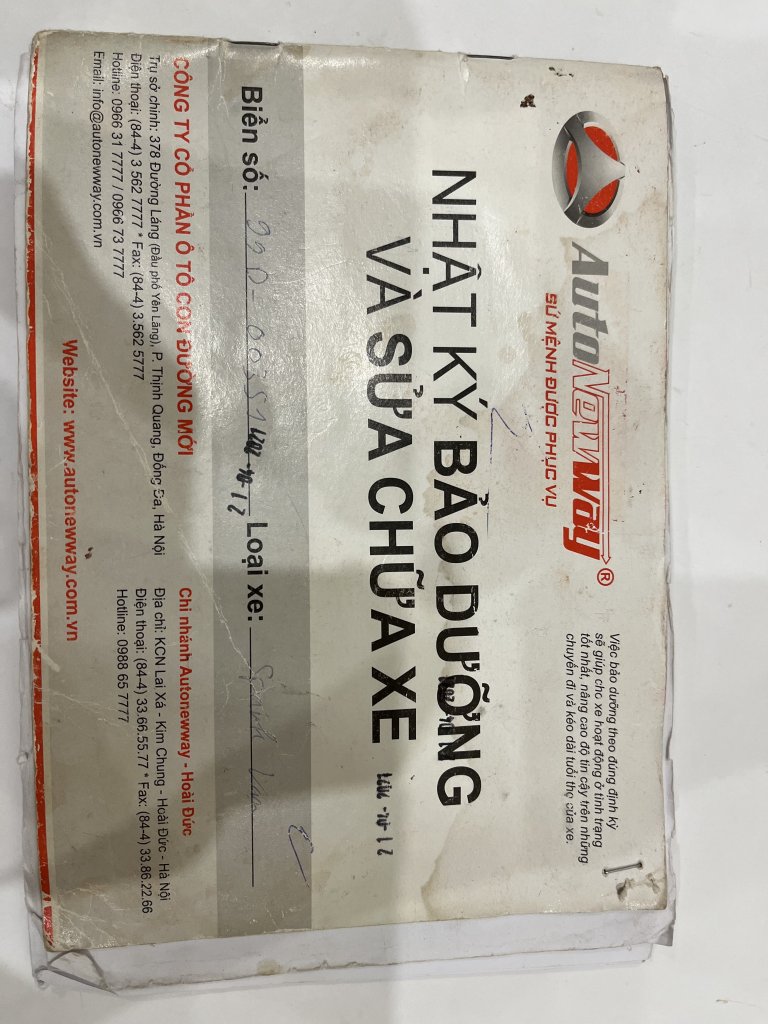 AutoNewway®
SỨ MỆNH ĐƯỢC PHỤC VỤ
Việc bảo dưỡng theo đúng định kỳ
sẽ giúp cho xe hoạt động ở tình trạng
tốt nhất, nâng cao độ tin cậy trên những
chuyến đi và kéo dài tuổi thọ của xe.
NHẬT KÝ BẢO DƯỠNG
VÀ SỬA CHỮA XE
Biển số: Loại xe:
CÔNG TY CỔ PHẦN Ô TÔ CON ĐƯỜNG MỚI
Trụ sở chính: 378 Đường Láng (Đầu phố Yên Lãng), P. Thịnh Quang, Đống Đa, Hà Nội
Điện thoại: (84-4) 3 562 7777 * Fax: (84-4) 3.562 5777
Hotline: 0966 31 7777 / 0966 73 7777
Email: info@autonewway.com.vn
Chi nhánh Autonewway - Hoài Đức
Địa chỉ: KCN Lai Xá - Kim Chung - Hoài Đức - Hà Nội
Điện thoại: (84-4) 33.66.55.77 * Fax: (84-4) 33.86.22.66
Hotline: 0988 65 7777
Website: www.autonewway.com.vn